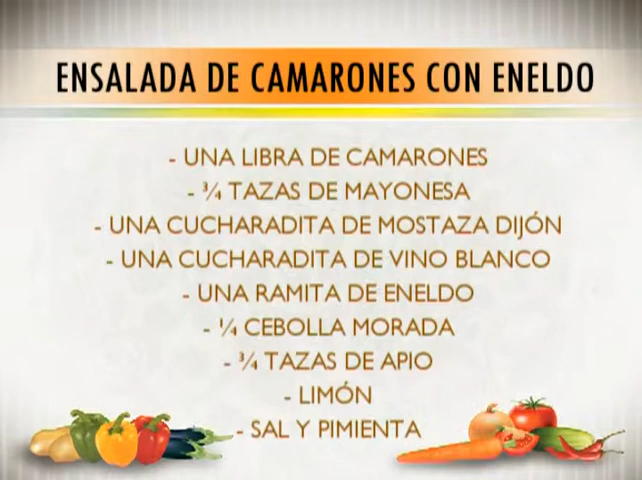 ENSALADA DE CAMARONES CON ENELDO
- UNA LIBRA DE CAMARONES
- ¾ TAZAS DE MAYONESA
- UNA CUCHARADITA DE MOSTAZA DIJÓN
- UNA CUCHARADITA DE VINO BLANCO
- UNA RAMITA DE ENELDO
- ¼ CEBOLLA MORADA
- ¾ TAZAS DE APIO
- LIMÓN
- SAL Y PIMIENTA